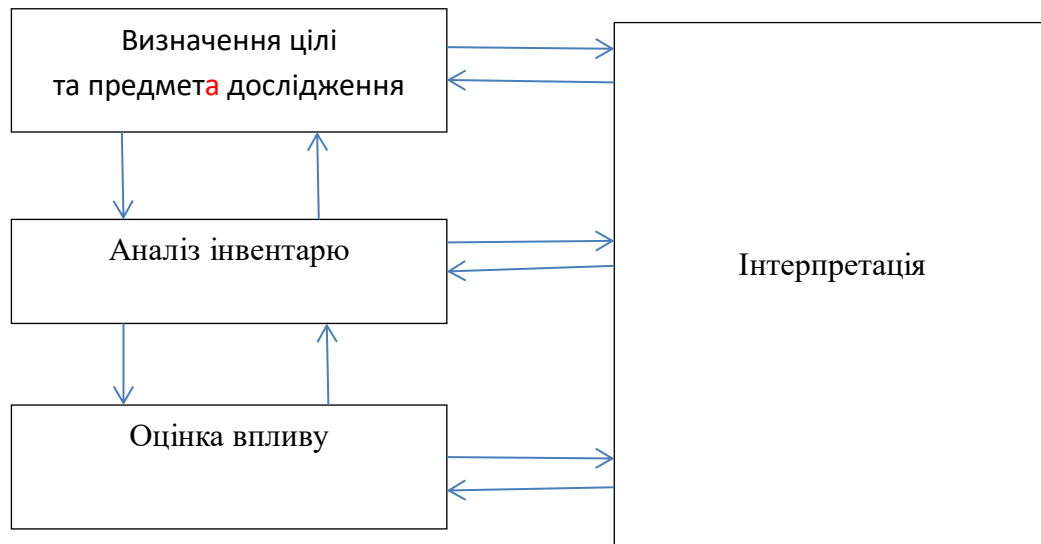 Визначення цілі
та предмета дослідження
Аналіз інвентарю
Інтерпретація
Оцінка впливу